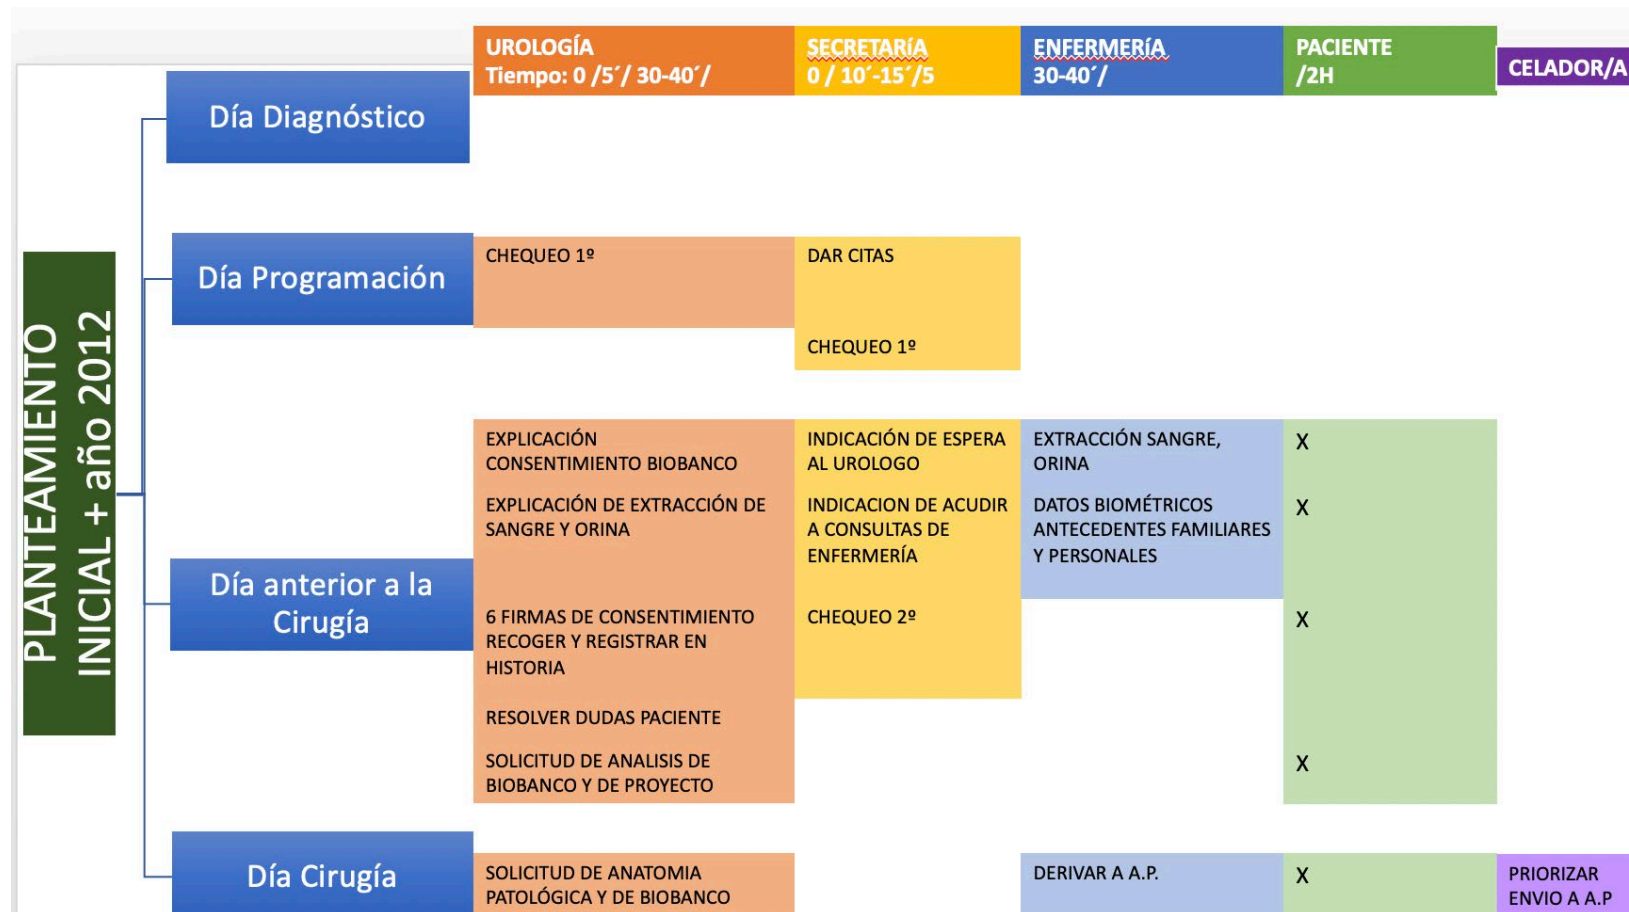 UROLOGÍA
Tiempo: 0 /5´/ 30-40´/
SECRETARíA
0 / 10´-15´/5
ENFERMERíA
30-40´/
PACIENTE
/2H
CELADOR/A
Día Diagnóstico
PLANTEAMIENTO
INICIAL + año 2012
Día Programación
CHEQUEO 1º
DAR CITAS
CHEQUEO 1º
Día anterior a la
Cirugía
EXPLICACIÓN
CONSENTIMIENTO BIOBANCO
EXPLICACIÓN DE EXTRACCIÓN DE
SANGRE Y ORINA
6 FIRMAS DE CONSENTIMIENTO
RECOGER Y REGISTRAR EN
HISTORIA
RESOLVER DUDAS PACIENTE
SOLICITUD DE ANALISIS DE
BIOBANCO Y DE PROYECTO
INDICACIÓN DE ESPERA
AL UROLOGO
INDICACION DE ACUDIR
A CONSULTAS DE
ENFERMERÍA
CHEQUEO 2º
EXTRACCIÓN SANGRE,
ORINA
DATOS BIOMÉTRICOS
ANTECEDENTES FAMILIARES
Y PERSONALES
X
X
X
X
Día Cirugía
SOLICITUD DE ANATOMIA
PATOLÓGICA Y DE BIOBANCO
DERIVAR A A.P.
X
PRIORIZAR
ENVIO A A.P